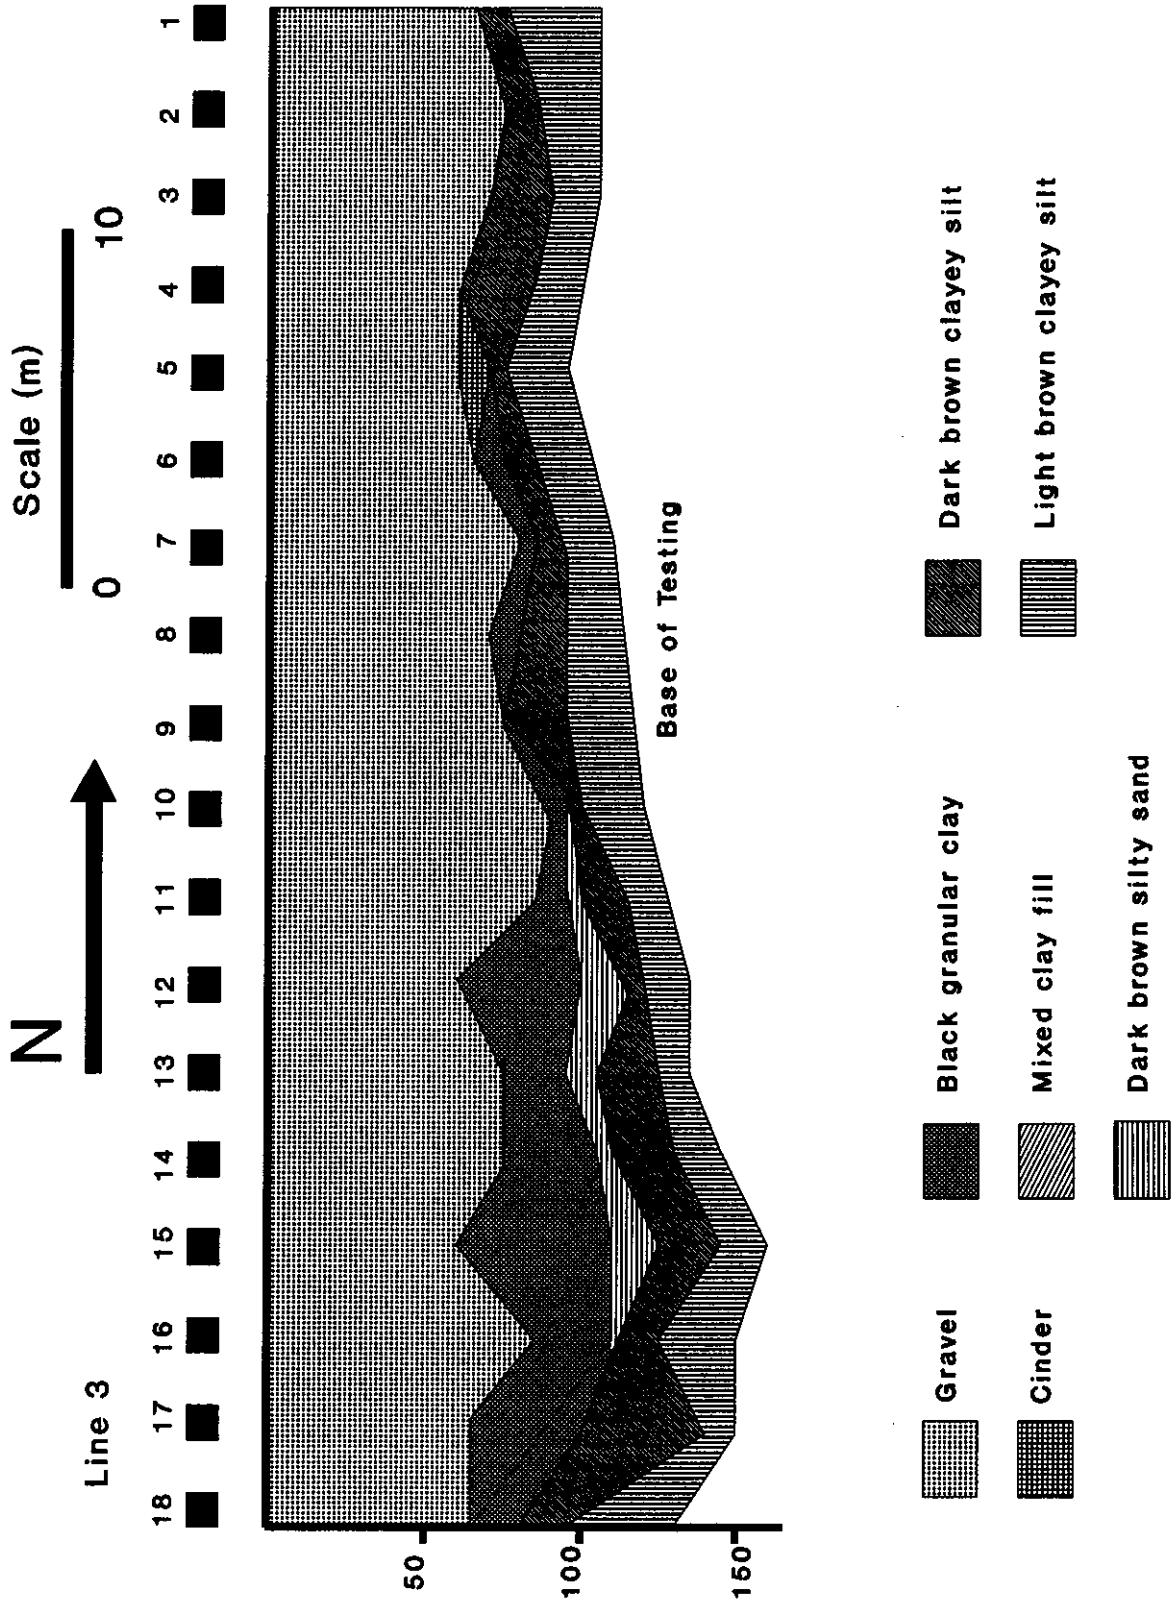 Line 3
N
Scale (m)
0 10
18 17 16 15 14 13 12 11 10 9 8 7 6 5 4 3 2 1
50
100
150
Base of Testing
Gravel
Black granular clay
Dark brown clayey silt
Cinder
Mixed clay fill
Light brown clayey silt
Dark brown silty sand